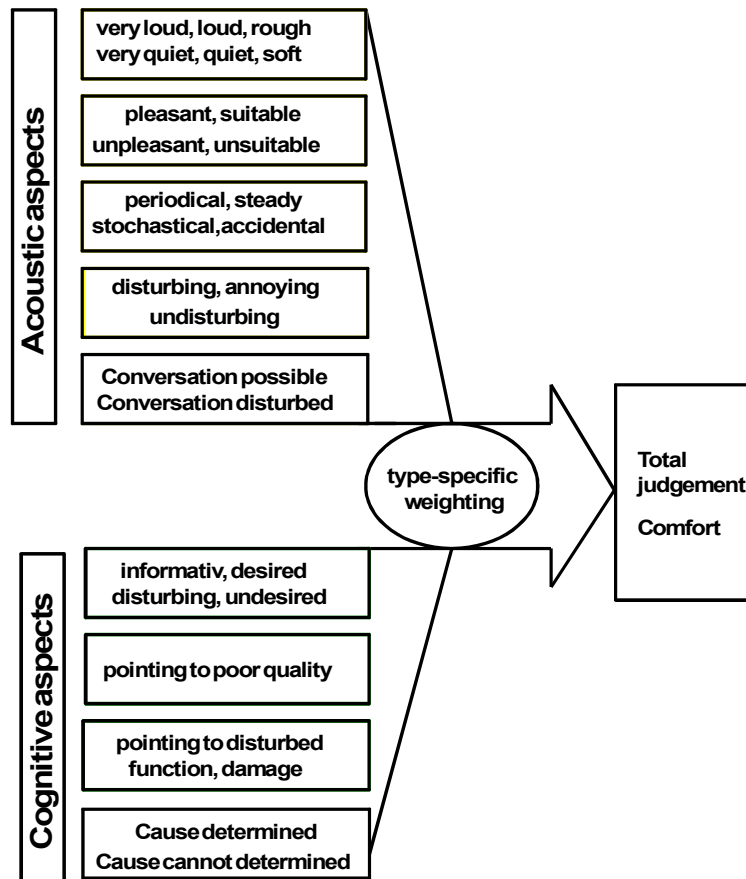 Acoustic aspects
very loud, loud, rough
very quiet, quiet, soft
pleasant, suitable
unpleasant, unsuitable
periodical, steady
stochastical,accidental
disturbing, annoying
undisturbing
Conversation possible
Conversation disturbed
type-specific
weighting
Total
judgement
Comfort
Cognitive aspects
informativ, desired
disturbing, undesired
pointing to poor quality
pointing to disturbed
function, damage
Cause determined
Cause cannot determined